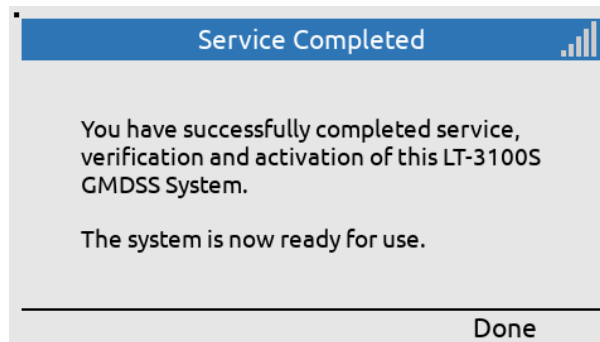 Service Completed
You have successfully completed service,
verification and activation of this LT-3100S
GMDSS System.
The system is now ready for use.
Done